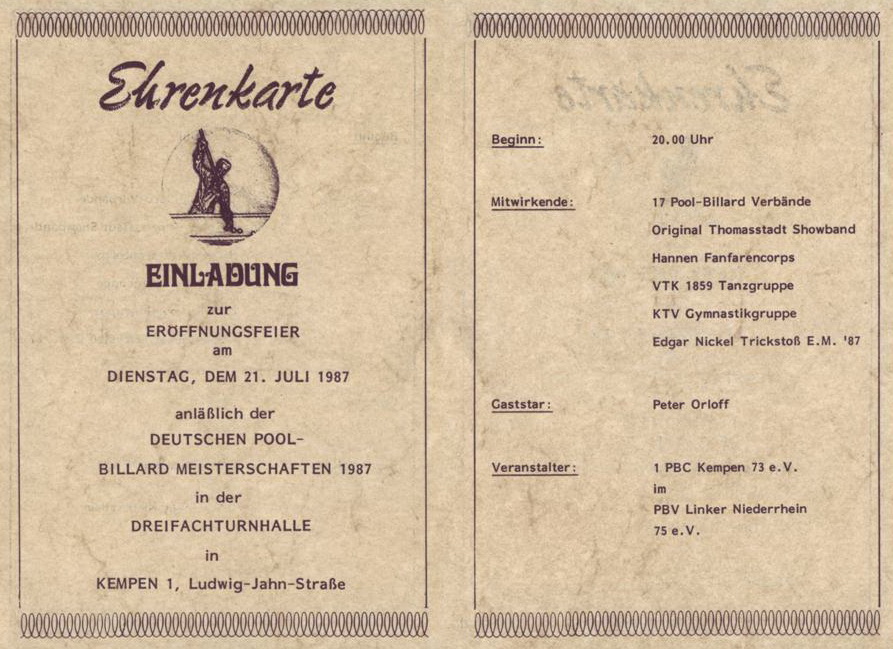 Ehrenkarte
EINLADUNG
zur
ERÖFFNUNGSFEIER
am
DIENSTAG, DEM 21. JULI 1987
anläßlich der
DEUTSCHEN POOL-
BILLARD MEISTERSCHAFTEN 1987
in der
DREIFACHTURNHALLE
in
KEMPEN 1, Ludwig-Jahn-Straße
Beginn: 20.00 Uhr
Mitwirkende: 17 Pool-Billard Verbände
Original Thomasstadt Showband
Hannen Fanfarencorps
VTK 1859 Tanzgruppe
KTV Gymnastikgruppe
Edgar Nickel Trickstoß E.M. '87
Gaststar: Peter Orloff
Veranstalter: 1 PBC Kempen 73 e.V.
im
PBV Linker Niederrhein
75 e.V.